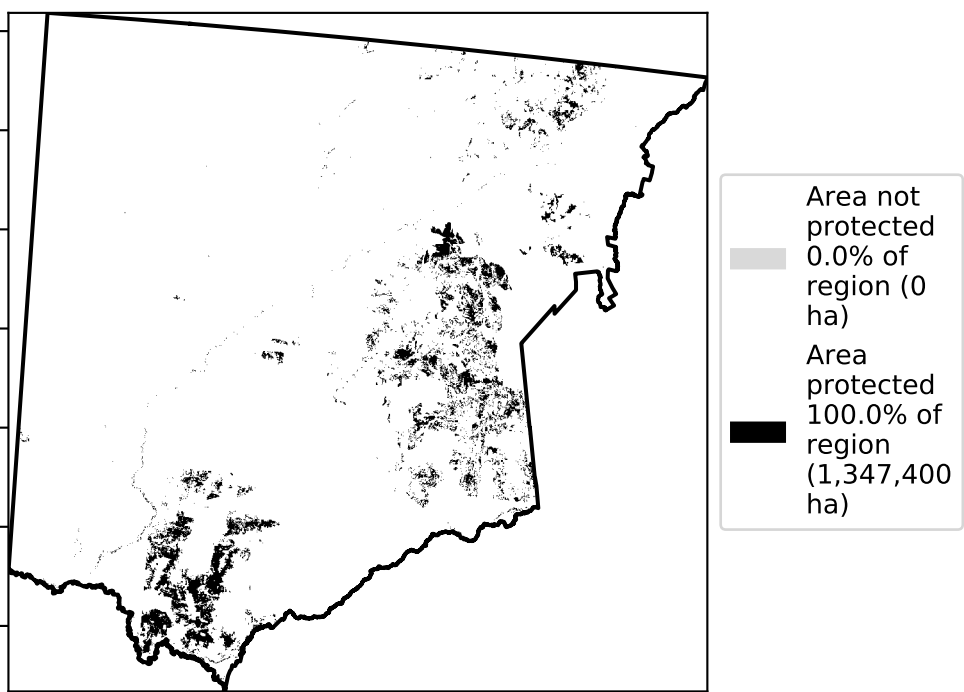 Area not
protected
0.0% of
region (0
ha)
Area
protected
100.0% of
region
(1,347,400
ha)